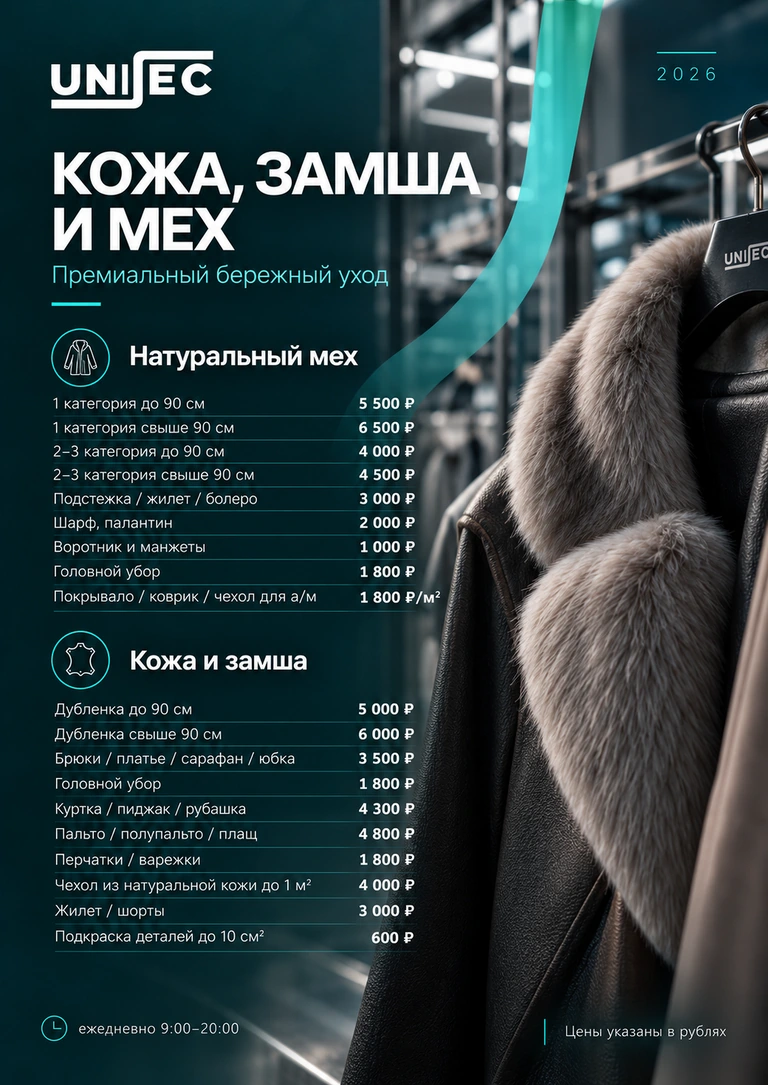 UNISEC
2026
КОЖА, ЗАМША
И МЕХ
Премиальный бережный уход
UNISEC
Натуральный мех
1 категория до 90 см 5 500 ₽
1 категория свыше 90 см 6 500 ₽
2–3 категория до 90 см 4 000 ₽
2–3 категория свыше 90 см 4 500 ₽
Подстежка / жилет / болеро 3 000 ₽
Шарф, палантин 2 000 ₽
Воротник и манжеты 1 000 ₽
Головной убор 1 800 ₽
Покрывало / коврик / чехол для а/м 1 800 ₽/м²
Кожа и замша
Дубленка до 90 см 5 000 ₽
Дубленка свыше 90 см 6 000 ₽
Брюки / платье / сарафан / юбка 3 500 ₽
Головной убор 1 800 ₽
Куртка / пиджак / рубашка 4 300 ₽
Пальто / полупальто / плащ 4 800 ₽
Перчатки / варежки 1 800 ₽
Чехол из натуральной кожи до 1 м² 4 000 ₽
Жилет / шорты 3 000 ₽
Подкраска деталей до 10 см² 600 ₽
ежедневно 9:00–20:00
Цены указаны в рублях